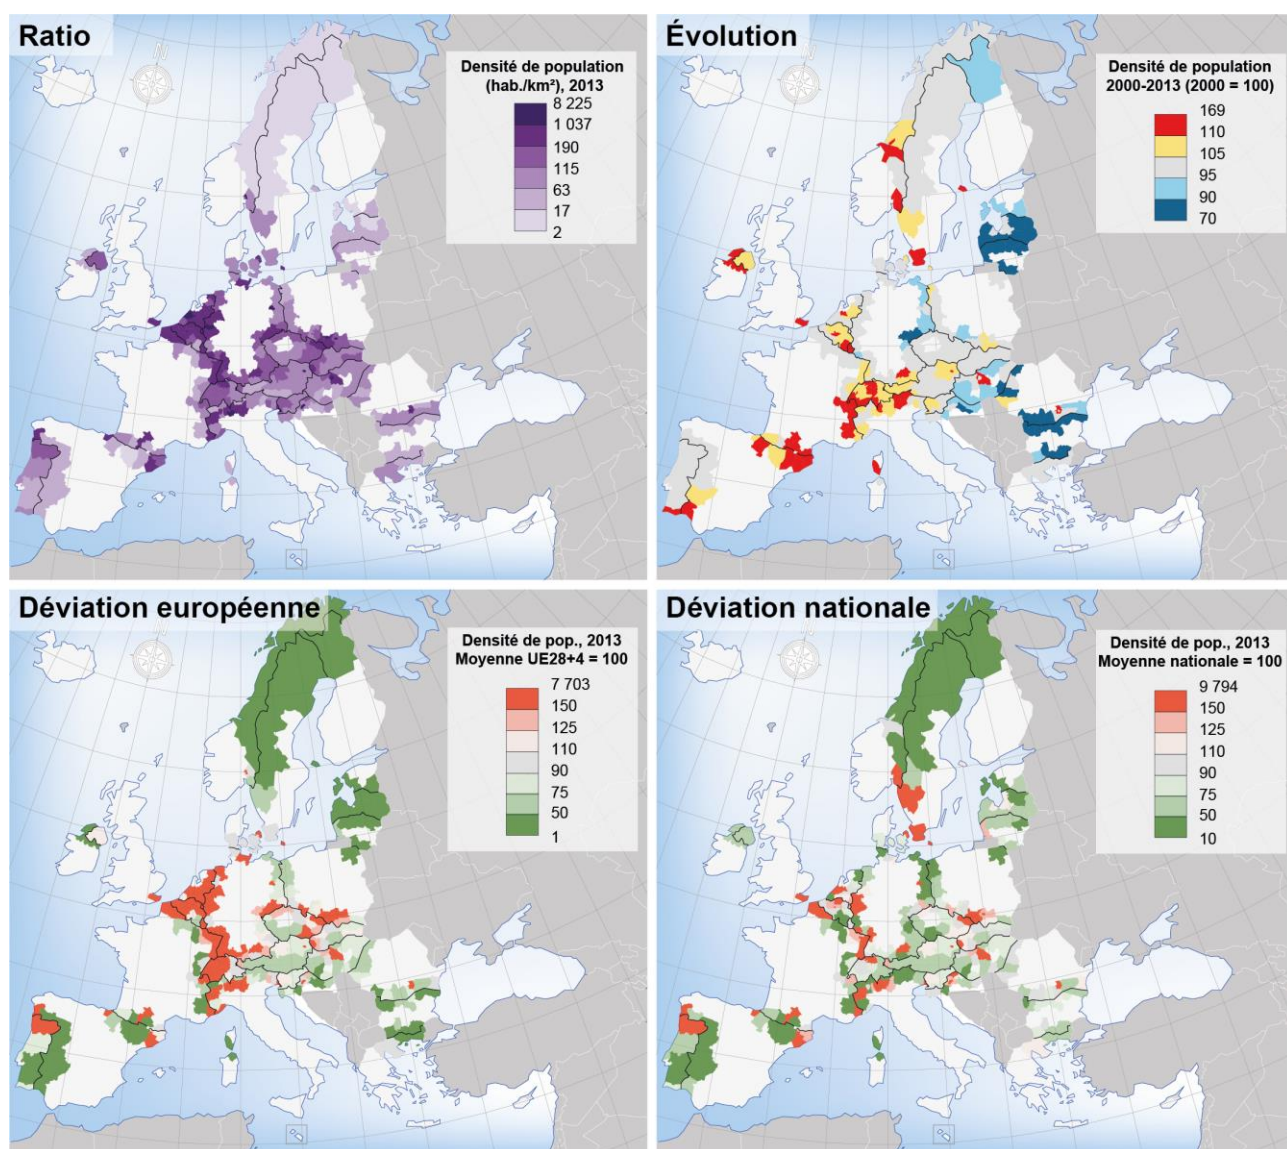 Ratio
Densité de population
(hab./km²), 2013
8 225
1 037
190
115
63
17
2
Évolution
Densité de population
2000-2013 (2000 = 100)
169
110
105
95
90
70
Déviation européenne
Densité de pop., 2013
Moyenne UE28+4 = 100
7 703
150
125
110
90
75
50
1
Déviation nationale
Densité de pop., 2013
Moyenne nationale = 100
9 794
150
125
110
90
75
50
10